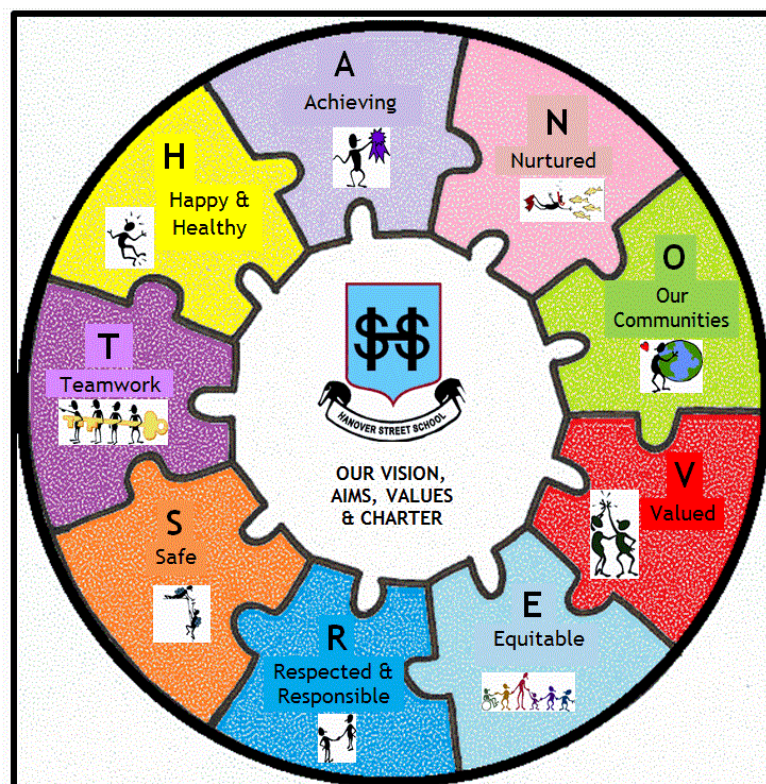 H
Happy &
Healthy
A
Achieving
N
Nurtured
O
Our
Communities
V
Valued
E
Equitable
R
Respected &
Responsible
S
Safe
T
Teamwork
HS
HANOVER STREET SCHOOL
OUR VISION,
AIMS, VALUES
& CHARTER